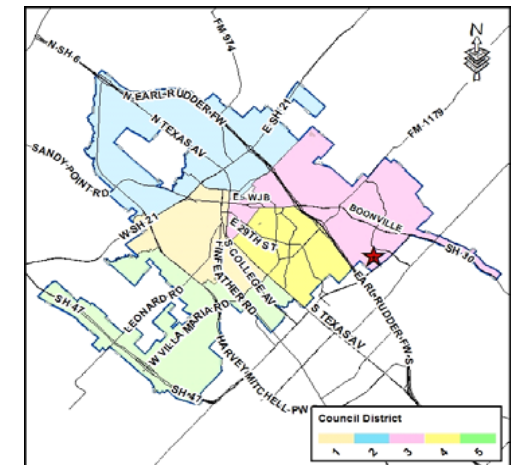 N
FM 974
N-SH-6
N-EARL-RUDDER-FW
E SH 21
FM-1179
N TEXAS-AV
SANDY-POINT-RD
E WJB
BOONVILLE
W-SH 21
E 29TH ST
SH-30
S COLLEGE-AV
FINFEATHER RD
EARL-RUDDER-FW-S
LEONARD RD
S TEXAS AV
SH-47
W VILLA MARIA-RD
HARVEY-MITCHELL-PW
SH-47
Council District
1 2 3 4 5